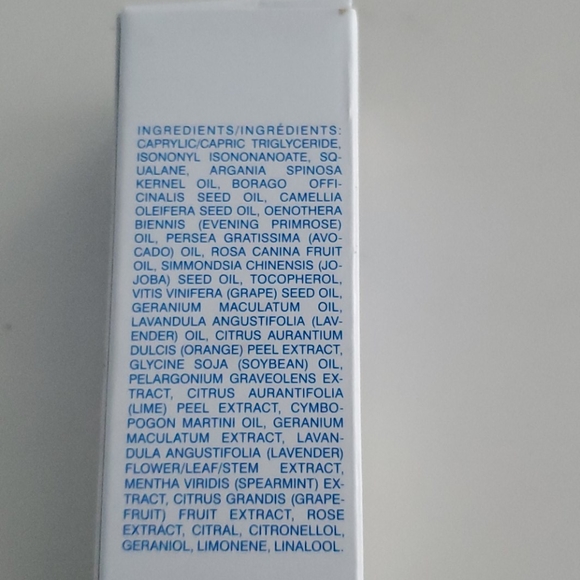 INGREDIENTS/INGRÉDIENTS:
CAPRYLIC/CAPRIC TRIGLYCERIDE,
ISONONYL ISONONANOATE, SQ-
UALANE, ARGANIA SPINOSA
KERNEL OIL, BORAGO OFFI-
CINALIS SEED OIL, CAMELLIA
OLEIFERA SEED OIL, OENOTHERA
BIENNIS (EVENING PRIMROSE)
OIL, PERSEA GRATISSIMA (AVO-
CADO) OIL, ROSA CANINA FRUIT
OIL, SIMMONDSIA CHINENSIS (JO-
JOBA) SEED OIL, TOCOPHEROL,
VITIS VINIFERA (GRAPE) SEED OIL,
GERANIUM MACULATUM OIL,
LAVANDULA ANGUSTIFOLIA (LAV-
ENDER) OIL, CITRUS AURANTIUM
DULCIS (ORANGE) PEEL EXTRACT,
GLYCINE SOJA (SOYBEAN) OIL,
PELARGONIUM GRAVEOLENS EX-
TRACT, CITRUS AURANTIFOLIA
(LIME) PEEL EXTRACT, CYMBO-
POGON MARTINI OIL, GERANIUM
MACULATUM EXTRACT, LAVAN-
DULA ANGUSTIFOLIA (LAVENDER)
FLOWER/LEAF/STEM EXTRACT,
MENTHA VIRIDIS (SPEARMINT) EX-
TRACT, CITRUS GRANDIS (GRAPE-
FRUIT) FRUIT EXTRACT, ROSE
EXTRACT, CITRAL, CITRONELLOL,
GERANIOL, LIMONENE, LINALOOL.